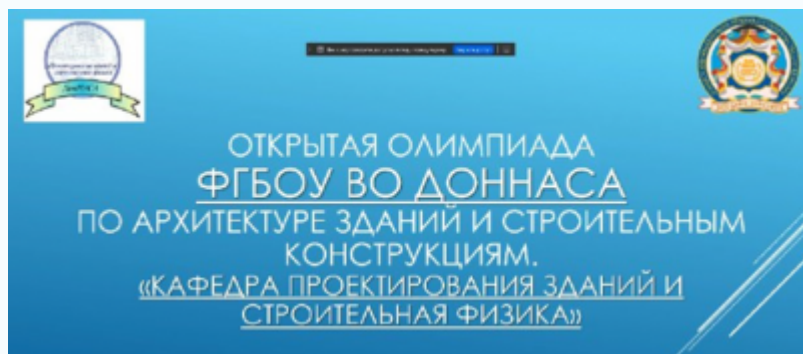 ОТКРЫТАЯ ОЛИМПИАДА
ФГБОУ ВО ДОННАСА
ПО АРХИТЕКТУРЕ ЗДАНИЙ И СТРОИТЕЛЬНЫМ
КОНСТРУКЦИЯМ.
«КАФЕДРА ПРОЕКТИРОВАНИЯ ЗДАНИЙ И
СТРОИТЕЛЬНАЯ ФИЗИКА»